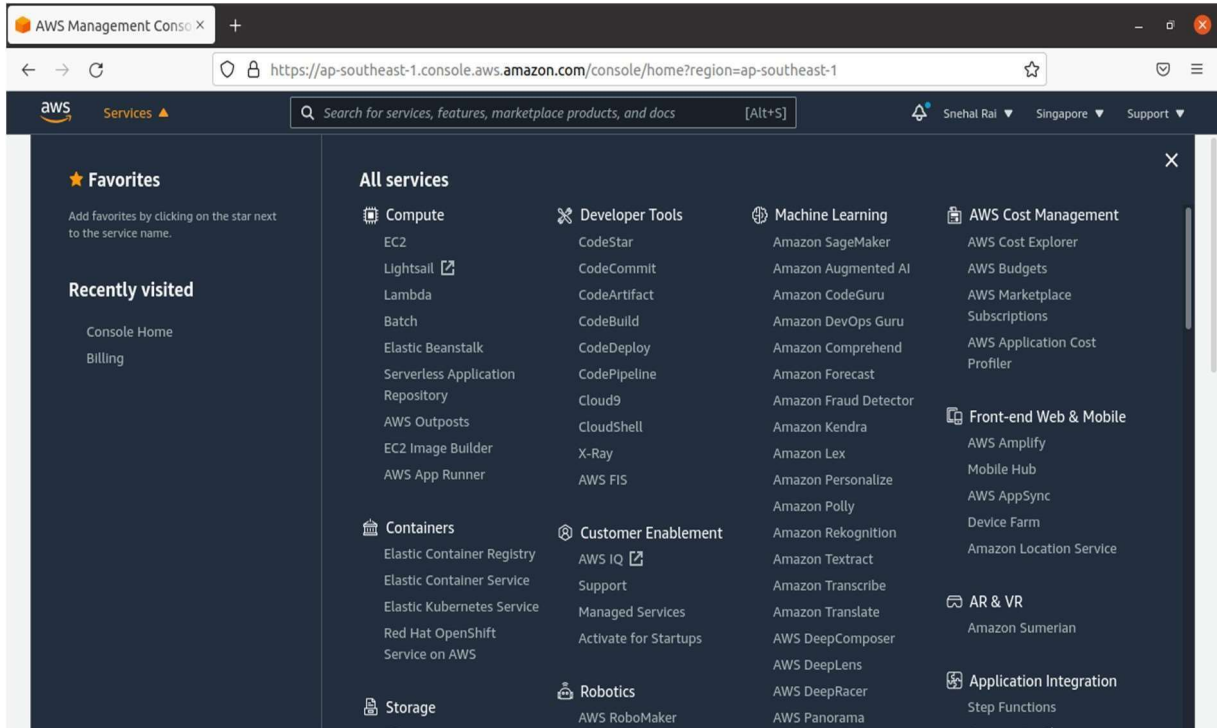 AWS Management Conso
https://ap-southeast-1.console.aws.amazon.com/console/home?region=ap-southeast-1
aws
Services
Search for services, features, marketplace products, and docs
[Alt+S]
Snehal Rai
Singapore
Support
Favorites
Add favorites by clicking on the star next
to the service name.
Recently visited
Console Home
Billing
All services
Compute
EC2
Lightsail
Lambda
Batch
Elastic Beanstalk
Serverless Application
Repository
AWS Outposts
EC2 Image Builder
AWS App Runner
Containers
Elastic Container Registry
Elastic Container Service
Elastic Kubernetes Service
Red Hat OpenShift
Service on AWS
Storage
Developer Tools
CodeStar
CodeCommit
CodeArtifact
CodeBuild
CodeDeploy
CodePipeline
Cloud9
CloudShell
X-Ray
AWS FIS
Customer Enablement
AWS IQ
Support
Managed Services
Activate for Startups
Robotics
AWS RoboMaker
Machine Learning
Amazon SageMaker
Amazon Augmented AI
Amazon CodeGuru
Amazon DevOps Guru
Amazon Comprehend
Amazon Forecast
Amazon Fraud Detector
Amazon Kendra
Amazon Lex
Amazon Personalize
Amazon Polly
Amazon Rekognition
Amazon Textract
Amazon Transcribe
Amazon Translate
AWS DeepComposer
AWS DeepLens
AWS DeepRacer
AWS Panorama
AWS Cost Management
AWS Cost Explorer
AWS Budgets
AWS Marketplace
Subscriptions
AWS Application Cost
Profiler
Front-end Web & Mobile
AWS Amplify
Mobile Hub
AWS AppSync
Device Farm
Amazon Location Service
AR & VR
Amazon Sumerian
Application Integration
Step Functions